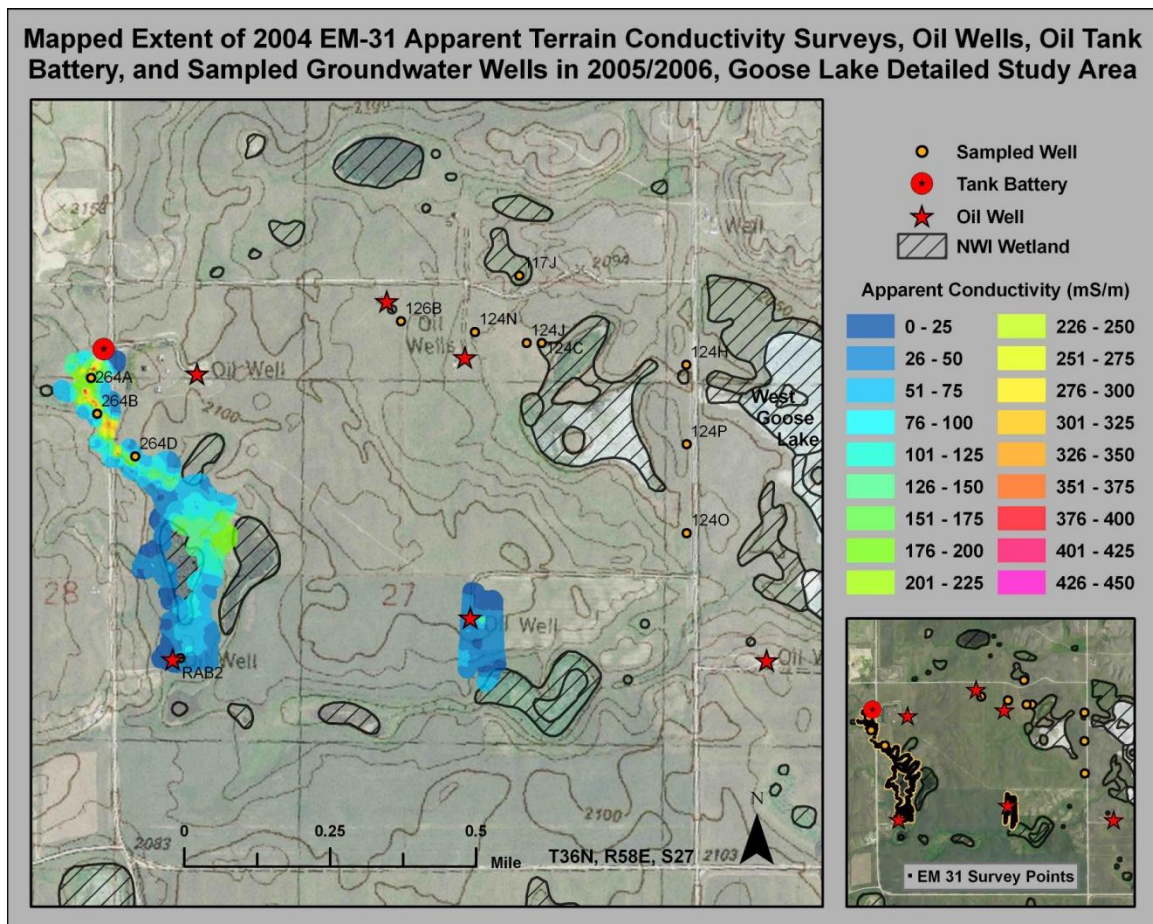 Mapped Extent of 2004 EM-31 Apparent Terrain Conductivity Surveys, Oil Wells, Oil Tank
Battery, and Sampled Groundwater Wells in 2005/2006, Goose Lake Detailed Study Area
Sampled Well
Tank Battery
Oil Well
NWI Wetland
Apparent Conductivity (mS/m)
0 - 25
26 - 50
51 - 75
76 - 100
101 - 125
126 - 150
151 - 175
176 - 200
201 - 225
226 - 250
251 - 275
276 - 300
301 - 325
326 - 350
351 - 375
376 - 400
401 - 425
426 - 450
2153
Well
117J
2094
2050
126B
Oil
Wells
124N
124J
124C
124H
264A
Oil Well
264B
2100
West
Goose
Lake
124P
264D
124O
28
27
Oil Well
Well
RAB2
Oil W
N
2100
2083
0
0.25
0.5
Mile
T36N, R58E, S27
2103
EM 31 Survey Points